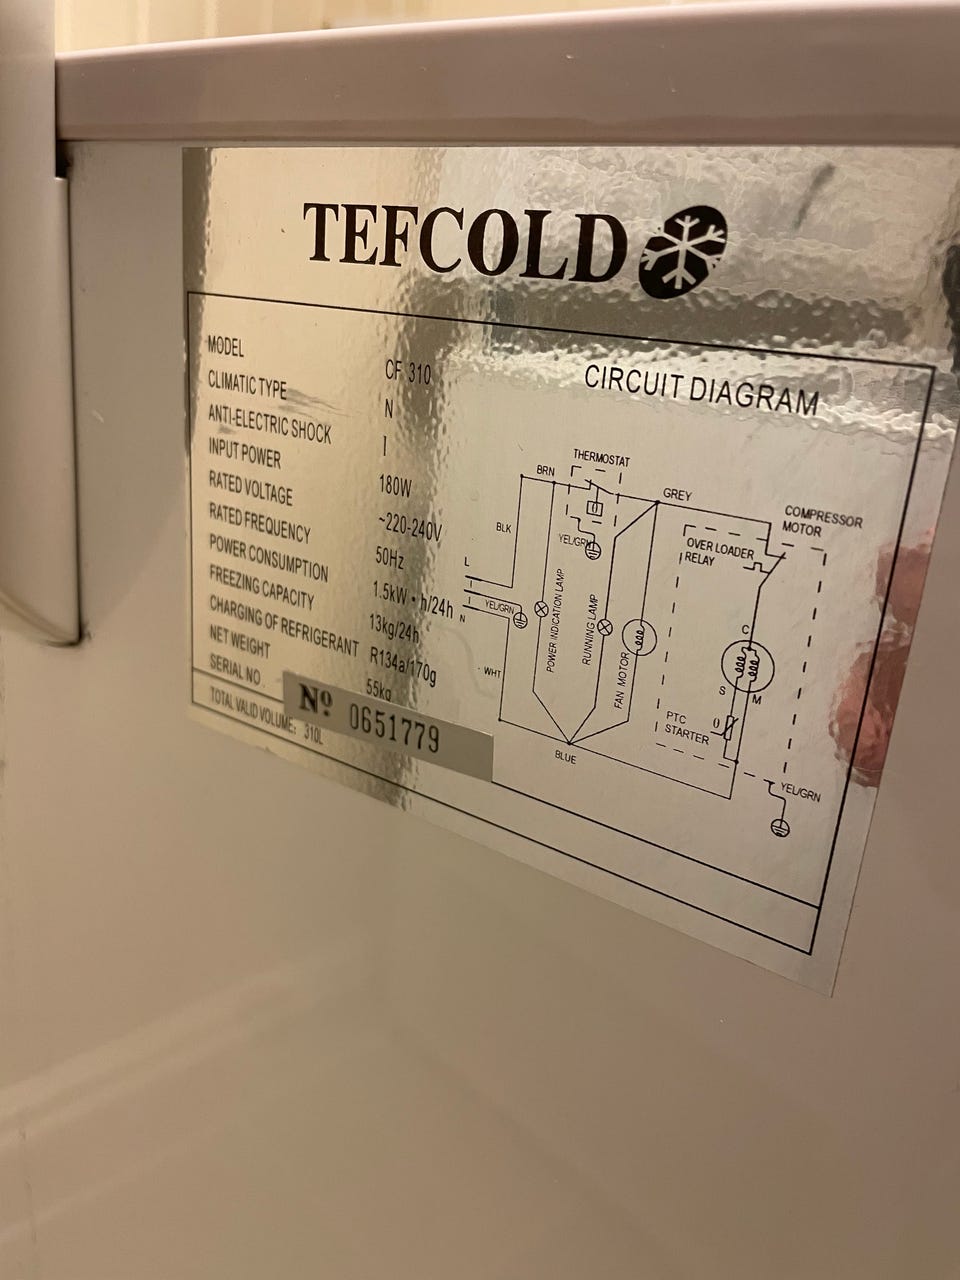 TEFCOLD
MODEL CF 310
CLIMATIC TYPE N
ANTI-ELECTRIC SHOCK I
INPUT POWER 180W
RATED VOLTAGE ~220-240V
RATED FREQUENCY 50Hz
POWER CONSUMPTION 1.5kW·h/24h
FREEZING CAPACITY 13kg/24h
CHARGING OF REFRIGERANT R134a/170g
NET WEIGHT 55kg
SERIAL NO. Nº 0651779
TOTAL VALID VOLUME: 310L
CIRCUIT DIAGRAM
THERMOSTAT
BRN
GREY
COMPRESSOR
MOTOR
BLK
θ
YEL/GRN
OVER LOADER
RELAY
L
YEL/GRN
N
POWER INDICATION LAMP
RUNNING LAMP
FAN MOTOR
C
WHT
S
M
PTC
STARTER
θ
BLUE
YEL/GRN